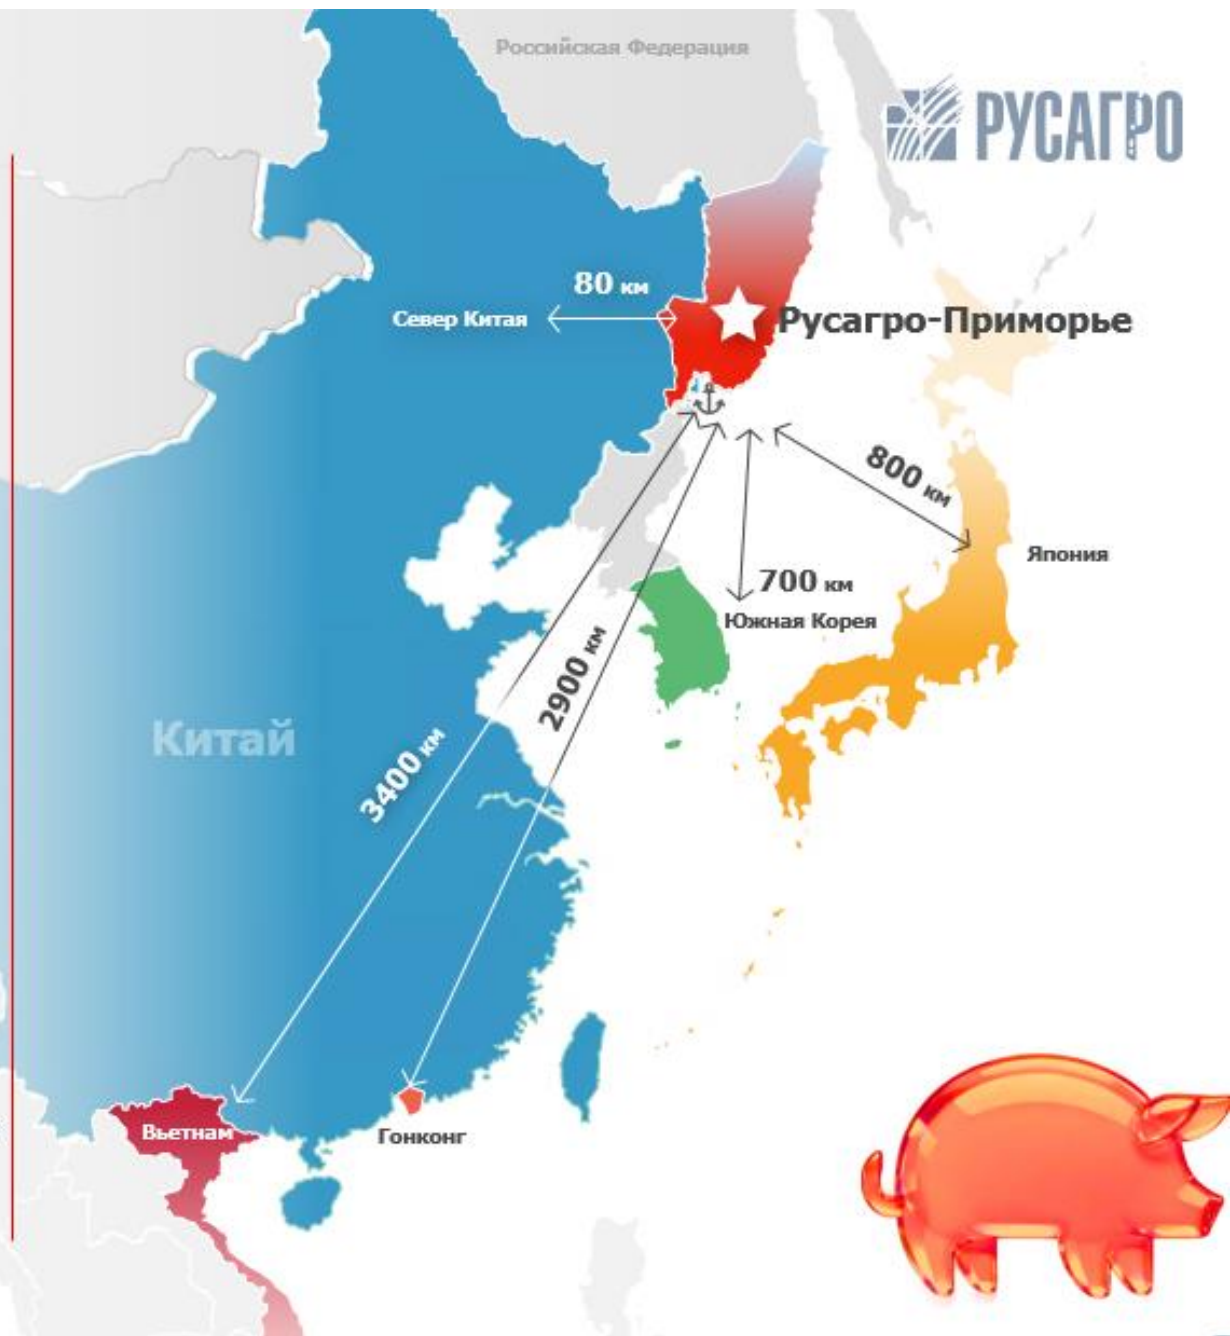 Российская Федерация
РУСАГРО
80 км
Север Китая
Русагро-Приморье
800 км
Япония
700 км
Южная Корея
2900 км
Китай
3400 км
Вьетнам
Гонконг